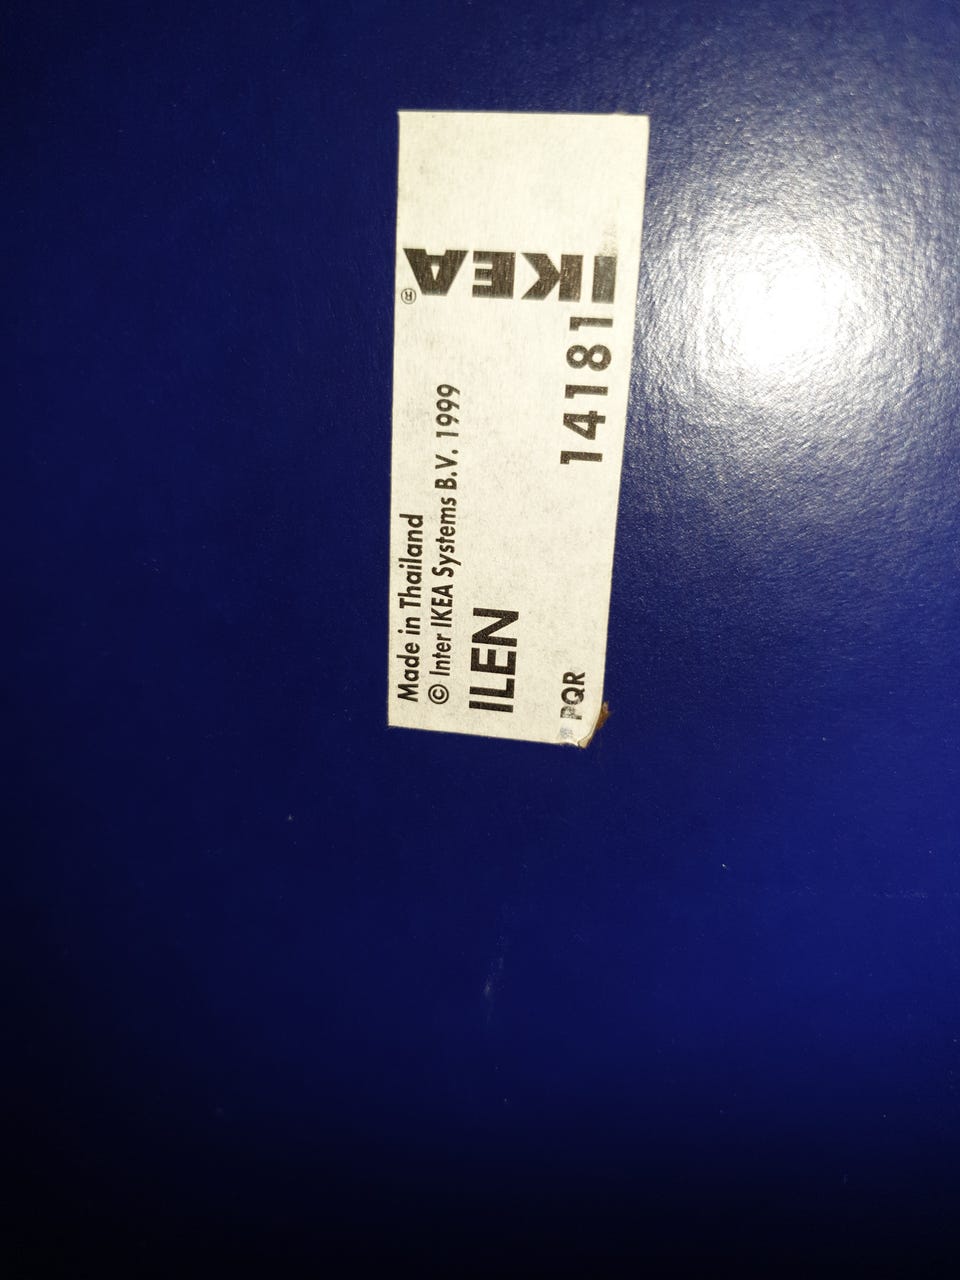 Made in Thailand
© Inter IKEA Systems B.V. 1999
ILEN
PQR
14181
IKEA®